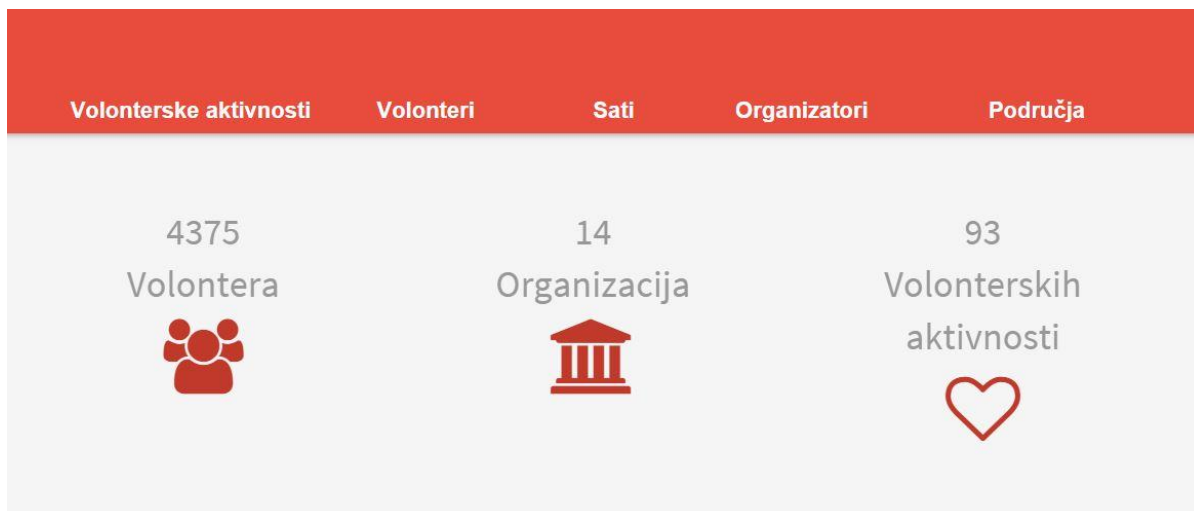 Volonterske aktivnosti Volonteri Sati Organizatori Područja
4375
Volontera
14
Organizacija
93
Volonterskih
aktivnosti